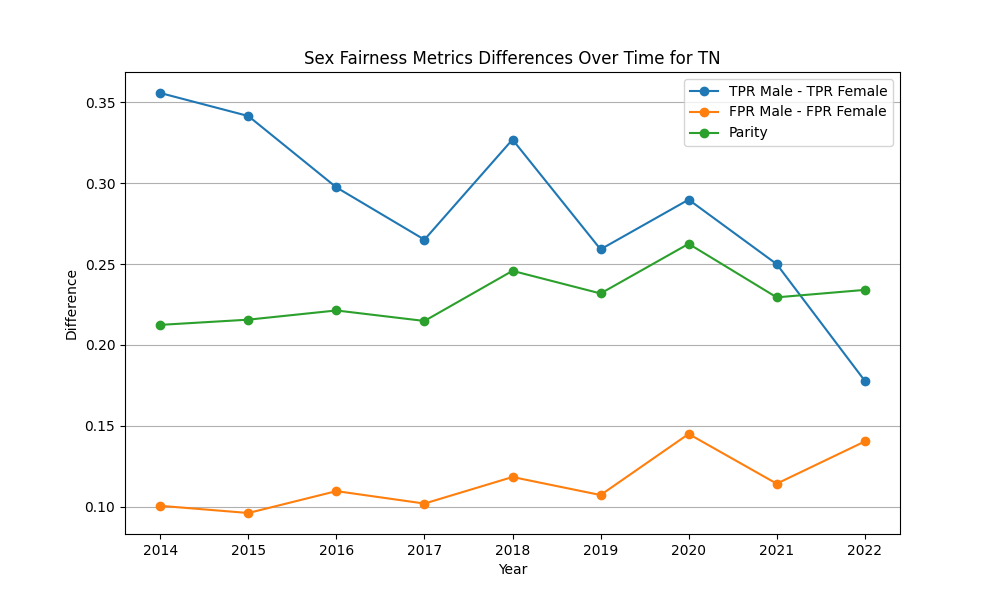 Sex Fairness Metrics Differences Over Time for TN
TPR Male - TPR Female
FPR Male - FPR Female
Parity
Difference
0.35
0.30
0.25
0.20
0.15
0.10
2014 2015 2016 2017 2018 2019 2020 2021 2022
Year